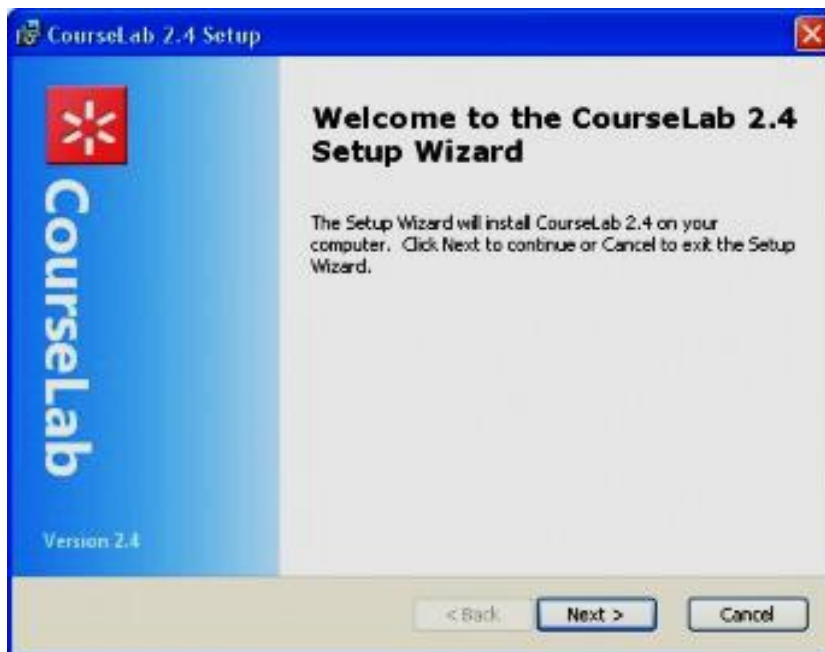 CourseLab 2.4 Setup
CourseLab
Version 2.4
Welcome to the CourseLab 2.4
Setup Wizard
The Setup Wizard will install CourseLab 2.4 on your
computer. Click Next to continue or Cancel to exit the Setup
Wizard.
< Back
Next >
Cancel